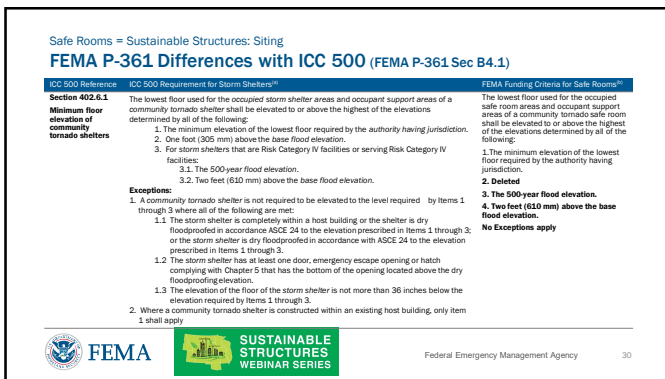 Safe Rooms = Sustainable Structures: Siting
FEMA P-361 Differences with ICC 500 (FEMA P-361 Sec B4.1)
ICC 500 Reference
ICC 500 Requirement for Storm Shelters(a)
FEMA Funding Criteria for Safe Rooms(b)
Section 402.6.1
Minimum floor
elevation of
community
tornado shelters
The lowest floor used for the occupied storm shelter areas and occupant support areas of a
community tornado shelter shall be elevated to or above the highest of the elevations
determined by all of the following:
1. The minimum elevation of the lowest floor required by the authority having jurisdiction.
2. One foot (305 mm) above the base flood elevation.
3. For storm shelters that are Risk Category IV facilities or serving Risk Category IV
facilities:
3.1. The 500-year flood elevation.
3.2. Two feet (610 mm) above the base flood elevation.
Exceptions:
1. A community tornado shelter is not required to be elevated to the level required by Items 1
through 3 where all of the following are met:
1.1 The storm shelter is completely within a host building or the shelter is dry
floodproofed in accordance ASCE 24 to the elevation prescribed in Items 1 through 3;
or the storm shelter is dry floodproofed in accordance with ASCE 24 to the elevation
prescribed in Items 1 through 3.
1.2 The storm shelter has at least one door, emergency escape opening or hatch
complying with Chapter 5 that has the bottom of the opening located above the dry
floodproofing elevation.
1.3 The elevation of the floor of the storm shelter is not more than 36 inches below the
elevation required by Items 1 through 3.
2. Where a community tornado shelter is constructed within an existing host building, only item
1 shall apply
The lowest floor used for the occupied
safe room areas and occupant support
areas of a community tornado safe room
shall be elevated to or above the highest
of the elevations determined by all of the
following:
1.The minimum elevation of the lowest
floor required by the authority having
jurisdiction.
2. Deleted
3. The 500-year flood elevation.
4. Two feet (610 mm) above the base
flood elevation.
No Exceptions apply
FEMA
SUSTAINABLE
STRUCTURES
WEBINAR SERIES
Federal Emergency Management Agency
30